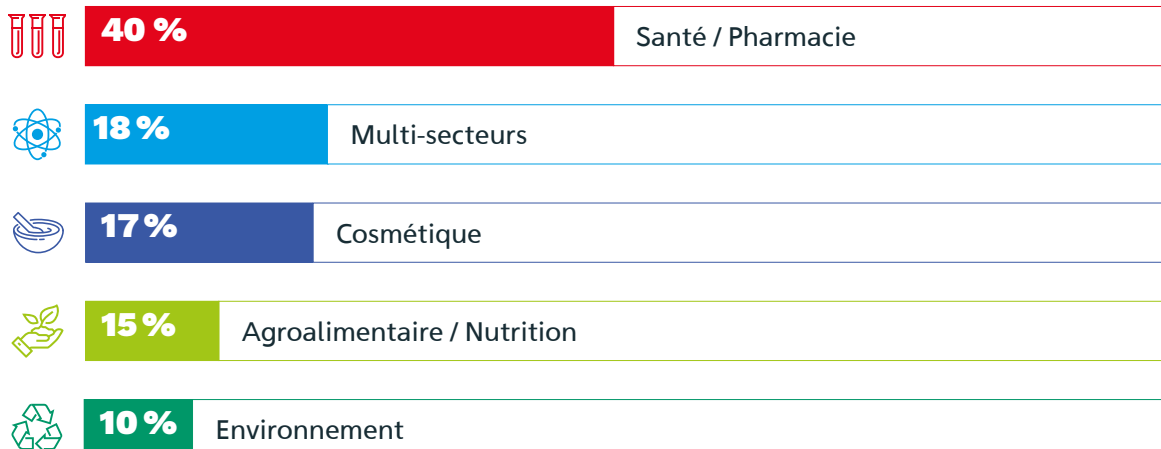 40 % Santé / Pharmacie
18 % Multi-secteurs
17 % Cosmétique
15 % Agroalimentaire / Nutrition
10 % Environnement